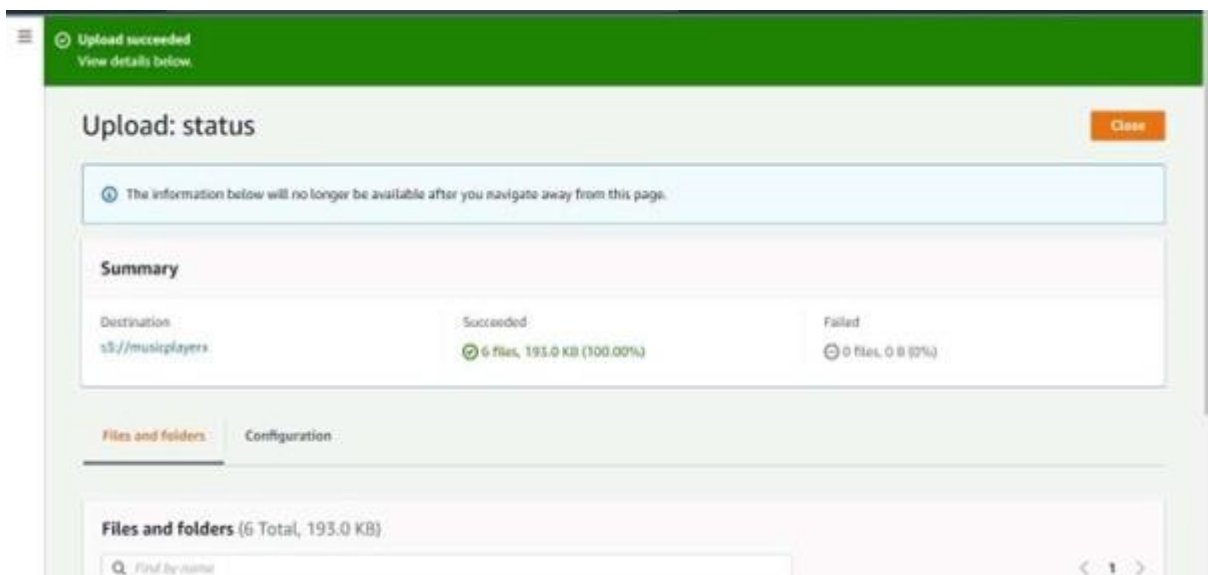 Upload succeeded
View details below.
Upload: status
Close
The information below will no longer be available after you navigate away from this page.
Summary
Destination
s3://musicplayerx
Succeeded
6 files, 193.0 KB (100.00%)
Failed
0 files, 0 B (0%)
Files and folders
Configuration
Files and folders (6 Total, 193.0 KB)
Find by name
1